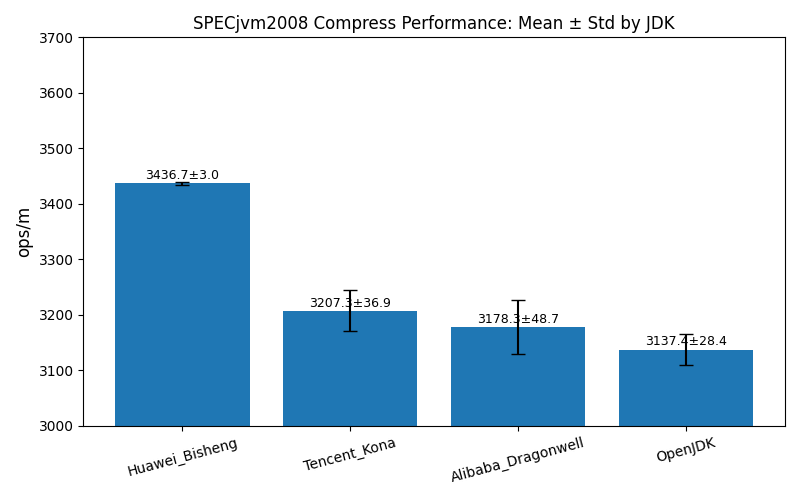 SPECjvm2008 Compress Performance: Mean ± Std by JDK
ops/m
3700
3600
3500
3400
3300
3200
3100
3000
3436.7±3.0
3207.3±36.9
3178.3±48.7
3137.4±28.4
Huawei_Bisheng
Tencent_Kona
Alibaba_Dragonwell
OpenJDK